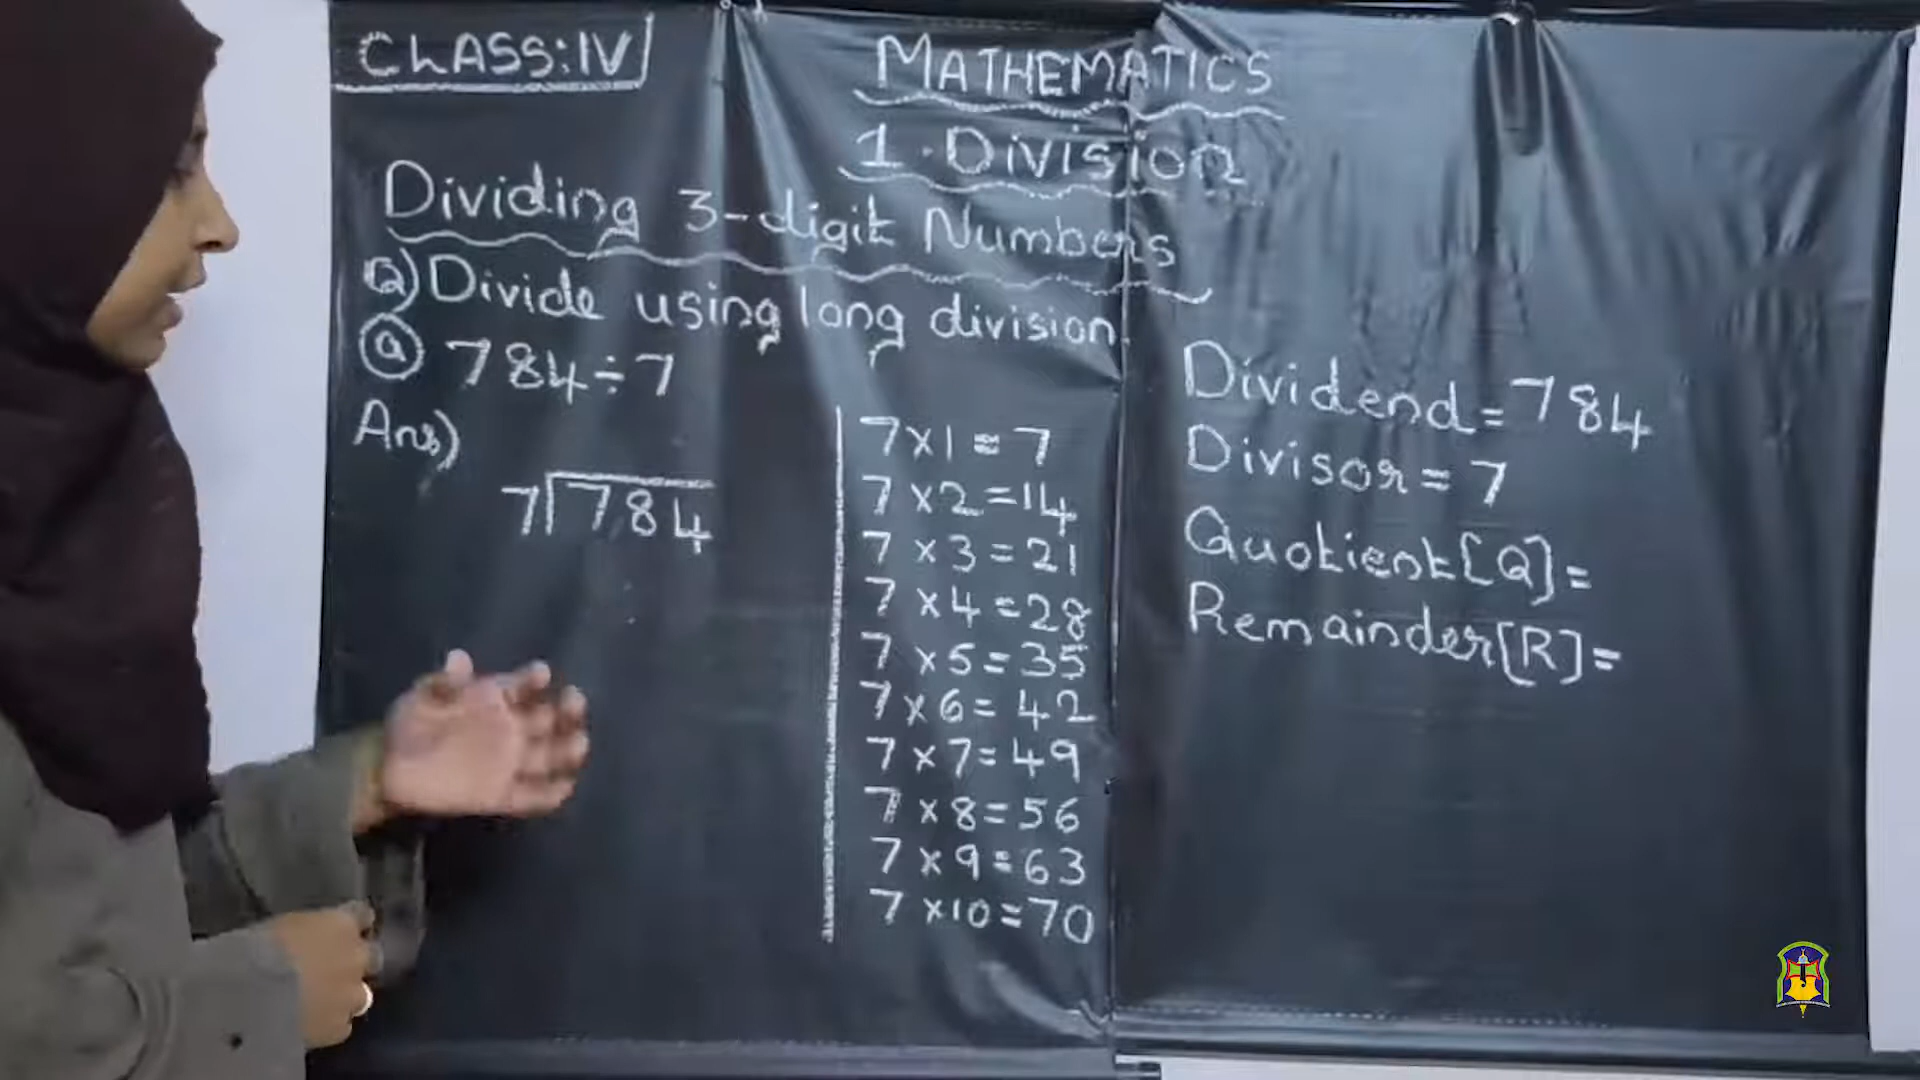 CLASS:IV
MATHEMATICS
1. Division
Dividing 3-digit Numbers
Q) Divide using long division.
(a) 784÷7
Ans)
7)784
7×1=7
7×2=14
7×3=21
7×4=28
7×5=35
7×6=42
7×7=49
7×8=56
7×9=63
7×10=70
Dividend=784
Divisor=7
Quotient[Q]=
Remainder[R]=